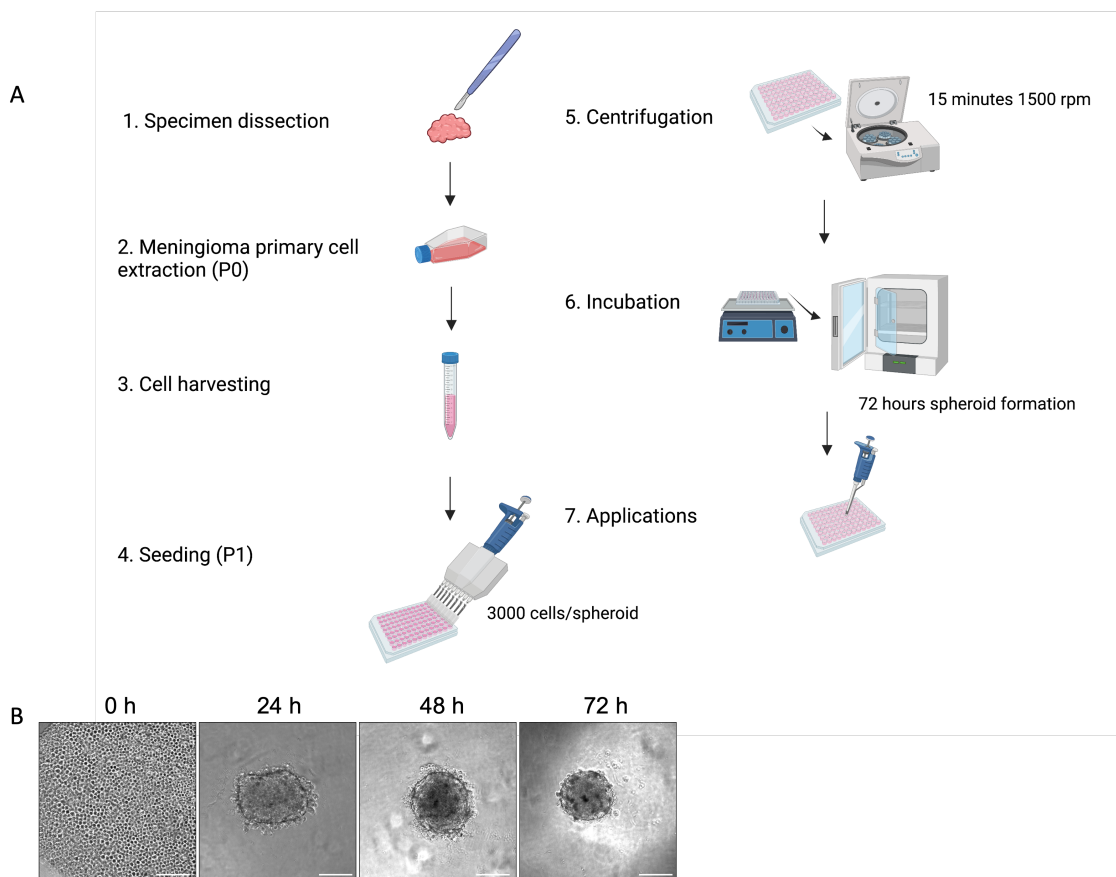 A
1. Specimen dissection
2. Meningioma primary cell
extraction (P0)
3. Cell harvesting
4. Seeding (P1)
3000 cells/spheroid
5. Centrifugation
15 minutes 1500 rpm
6. Incubation
72 hours spheroid formation
7. Applications
B
0 h
24 h
48 h
72 h